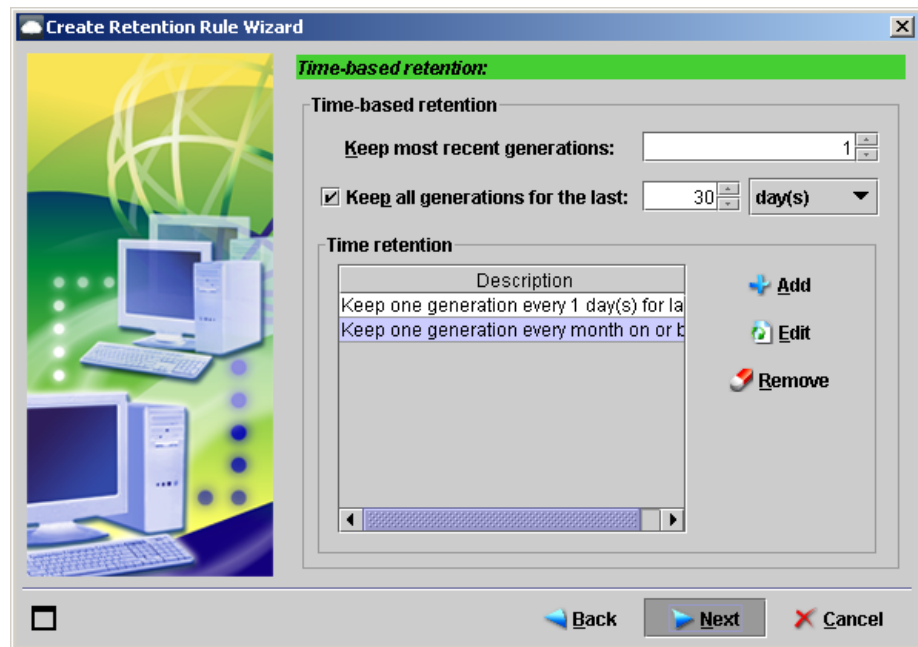 Create Retention Rule Wizard
Time-based retention:
Time-based retention
Keep most recent generations: 1
Keep all generations for the last: 30 day(s)
Time retention
Description
Keep one generation every 1 day(s) for la
Keep one generation every month on or b
Add
Edit
Remove
Back Next Cancel